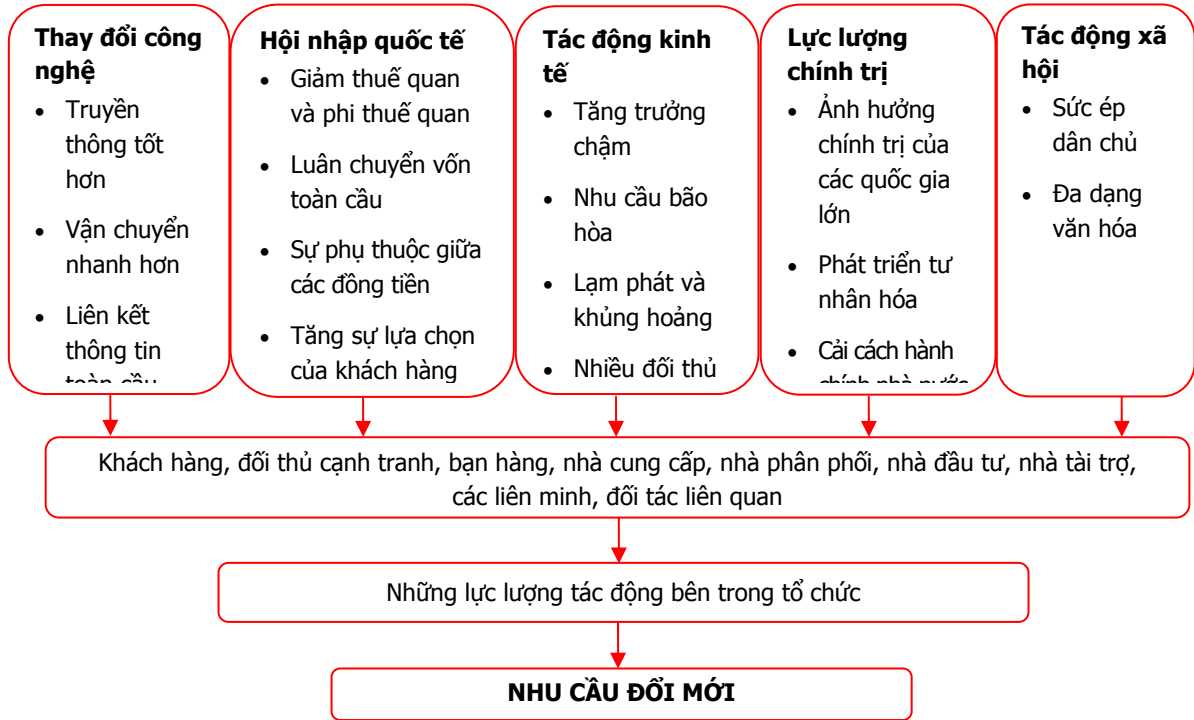 Thay đổi công
nghệ
• Truyền
thông tốt
hơn
• Vận chuyển
nhanh hơn
• Liên kết
thông tin
toàn cầu
Hội nhập quốc tế
• Giảm thuế quan
và phi thuế quan
• Luân chuyển vốn
toàn cầu
• Sự phụ thuộc giữa
các đồng tiền
• Tăng sự lựa chọn
của khách hàng
Tác động kinh
tế
• Tăng trưởng
chậm
• Nhu cầu bão
hòa
• Lạm phát và
khủng hoảng
• Nhiều đối thủ
Lực lượng
chính trị
• Ảnh hưởng
chính trị của
các quốc gia
lớn
• Phát triển tư
nhân hóa
• Cải cách hành
chính nhà nước
Tác động xã
hội
• Sức ép
dân chủ
• Đa dạng
văn hóa
Khách hàng, đối thủ cạnh tranh, bạn hàng, nhà cung cấp, nhà phân phối, nhà đầu tư, nhà tài trợ,
các liên minh, đối tác liên quan
Những lực lượng tác động bên trong tổ chức
NHU CẦU ĐỔI MỚI